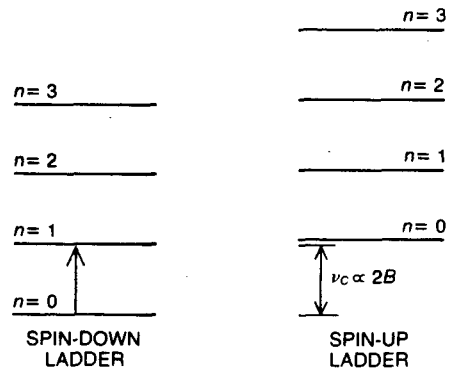 n= 3
n= 2
n= 1
n= 0
SPIN-DOWN
LADDER
n= 3
n= 2
n= 1
n= 0
νC ∝ 2B
SPIN-UP
LADDER